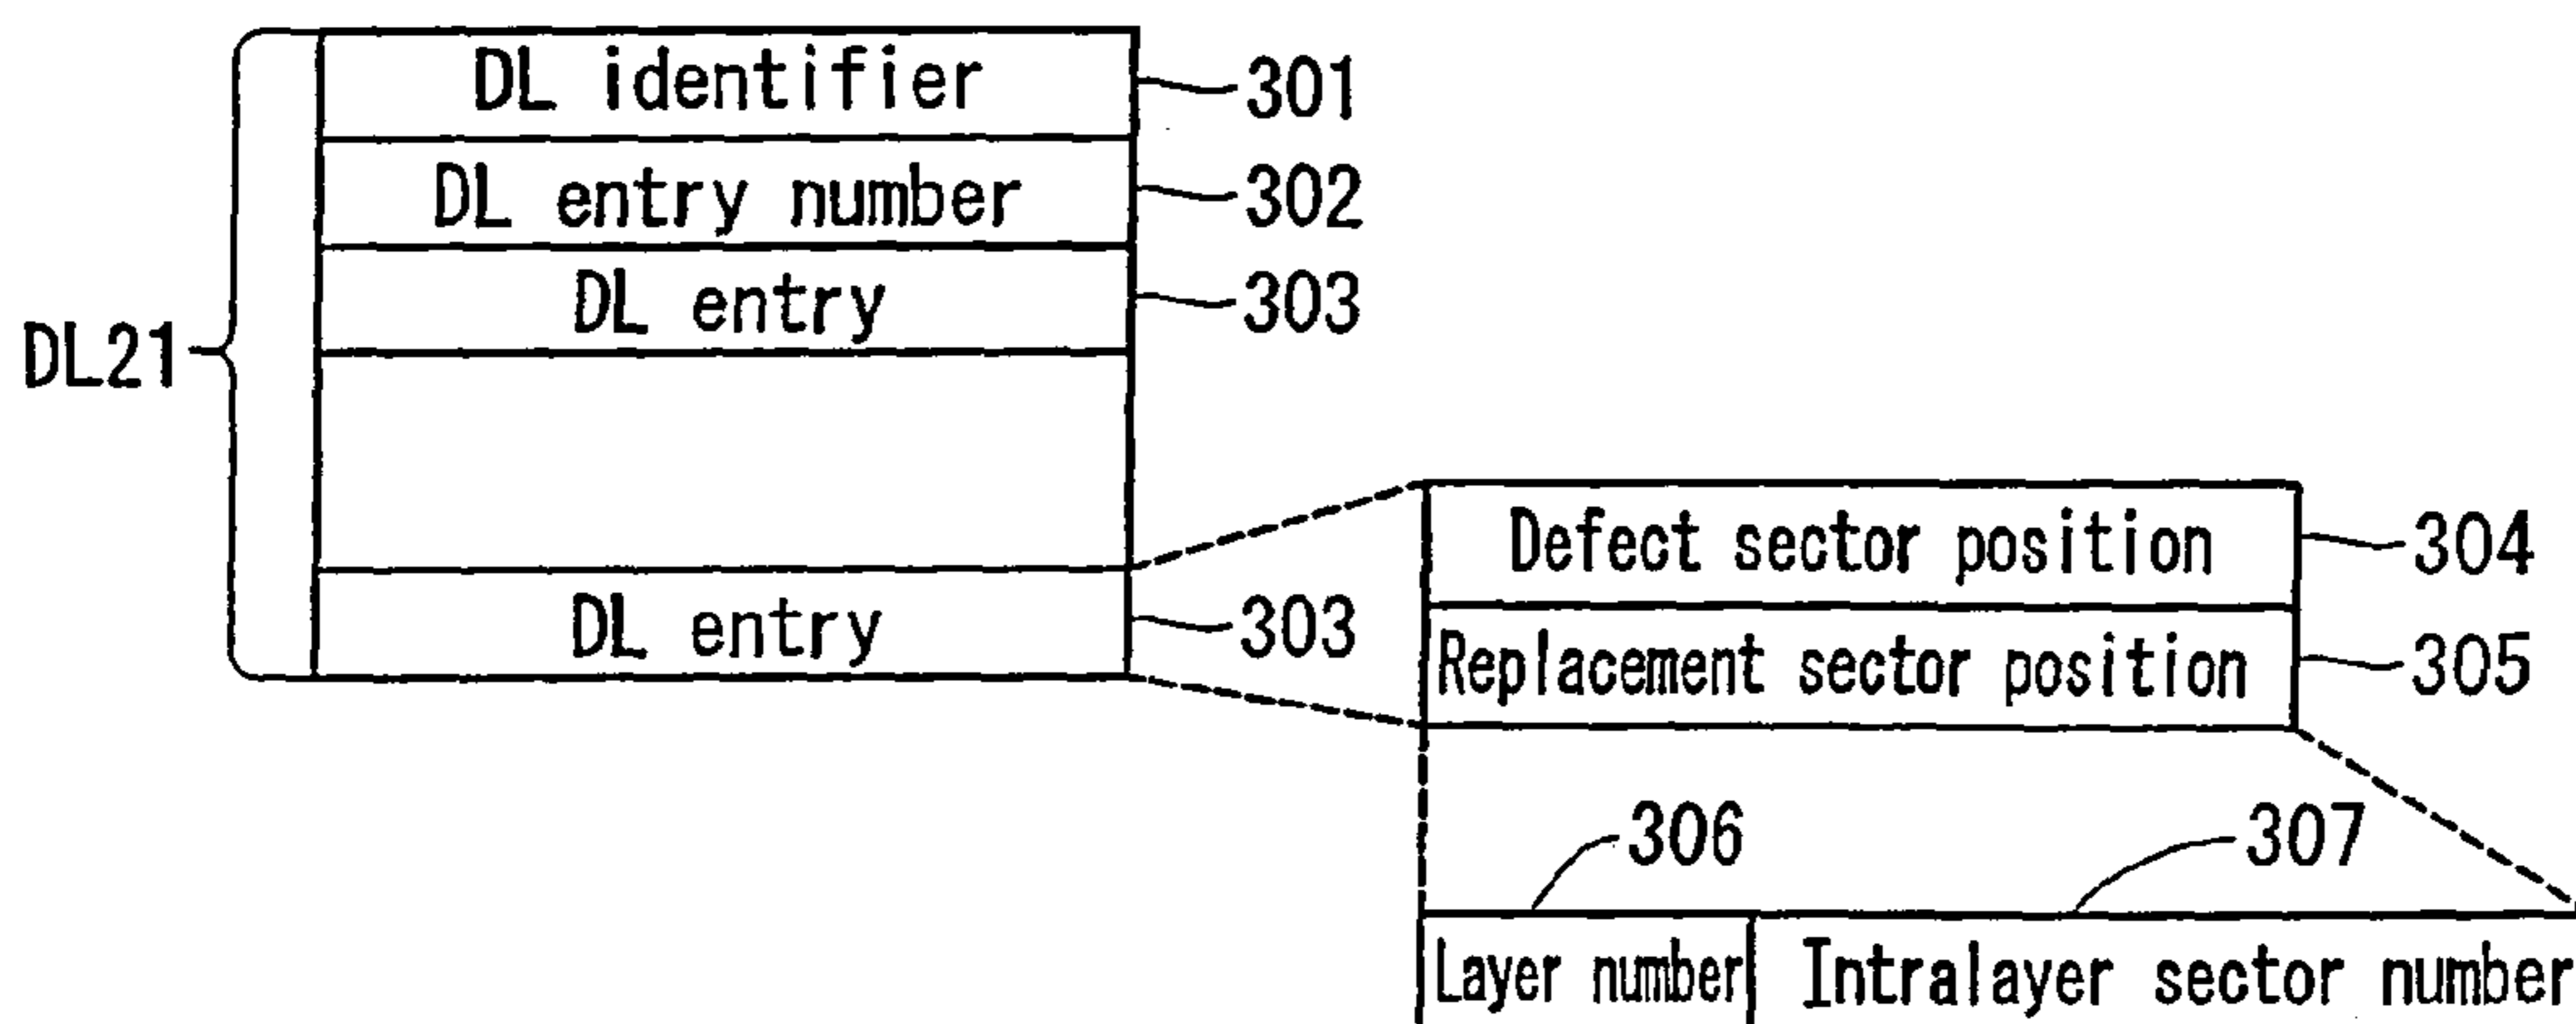 DL identifier 301
DL entry number 302
DL entry 303
DL21
DL entry 303
Defect sector position 304
Replacement sector position 305
306 307
Layer number Intralayer sector number